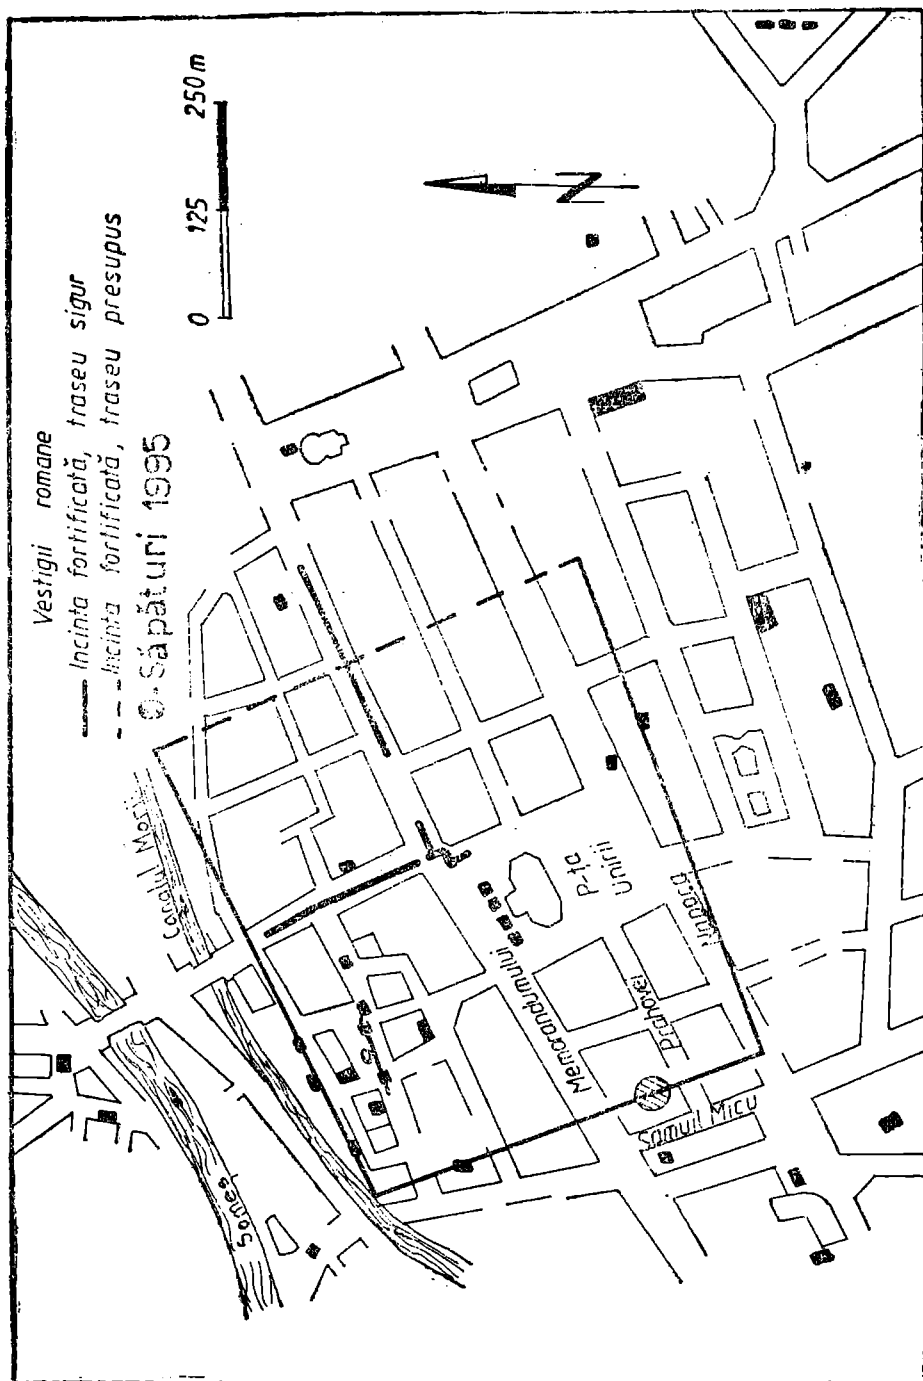 Vestigii romane
Incinta fortificată, traseu sigur
Incinta fortificată, traseu presupus
Săpături 1995
0 125 250 m
N
Canalul Morii
Someș
Memorandumului
P-ța
Unirii
Napoca
Prahovei
Samuil Micu